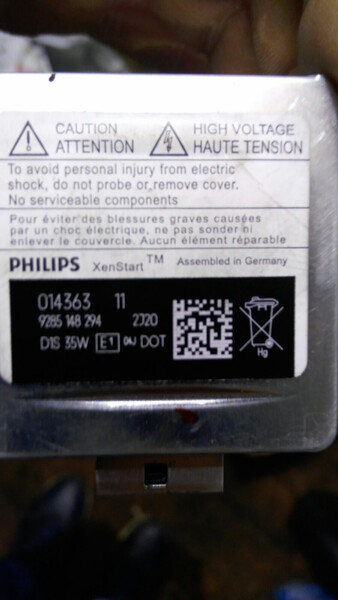 CAUTION
ATTENTION
HIGH VOLTAGE
HAUTE TENSION
To avoid personal injury from electric
shock, do not probe or remove cover.
No serviceable components
Pour éviter des blessures graves causées
par un choc électrique, ne pas sonder ni
enlever le couvercle. Aucun élément réparable
PHILIPS XenStart™ Assembled in Germany
014363 11
9285 148 294 2J20
D1S 35W E1 DOT
Hg